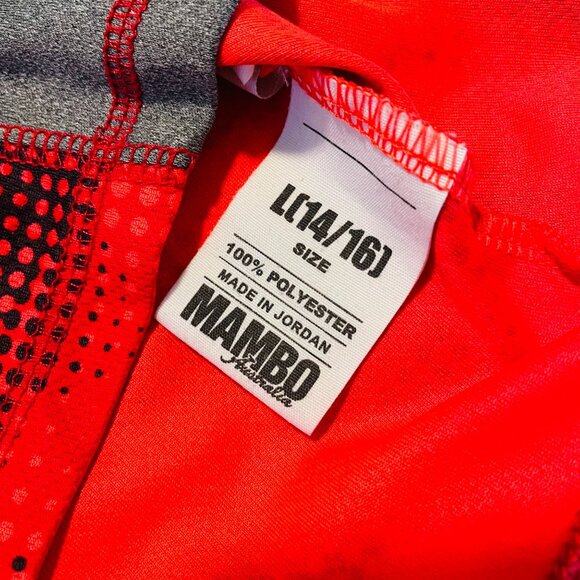 L(14/16)
SIZE
100% POLYESTER
MADE IN JORDAN
MAMBO
Australia